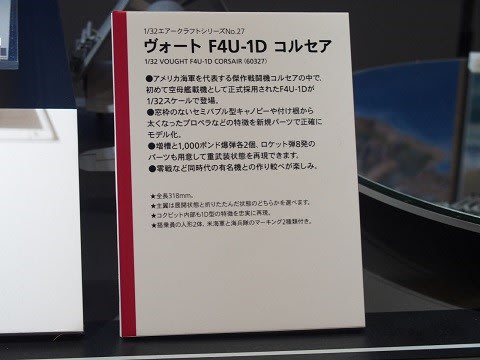 1/32エアークラフトシリーズNo.27
ヴォート F4U-1D コルセア
1/32 VOUGHT F4U-1D CORSAIR (60327)
●アメリカ海軍を代表する傑作戦闘機コルセアの中で、
初めて空母艦載機として正式採用されたF4U-1Dが
1/32スケールで登場。
●窓枠のないセミバブル型キャノピーや付け根から
太くなったプロペラなどの特徴を新規パーツで正確に
モデル化。
●増槽と1,000ポンド爆弾各2個、ロケット弾8発の
パーツも用意して重武装状態を再現できます。
●零戦など同時代の有名機との作り較べが楽しみ。
★全長318mm。
★主翼は展開状態と折りたたんだ状態のどちらかを選べます。
★コクピット内部も1D型の特徴を忠実に再現。
★搭乗員の人形2体、米海軍と海兵隊のマーキング2種類付き。